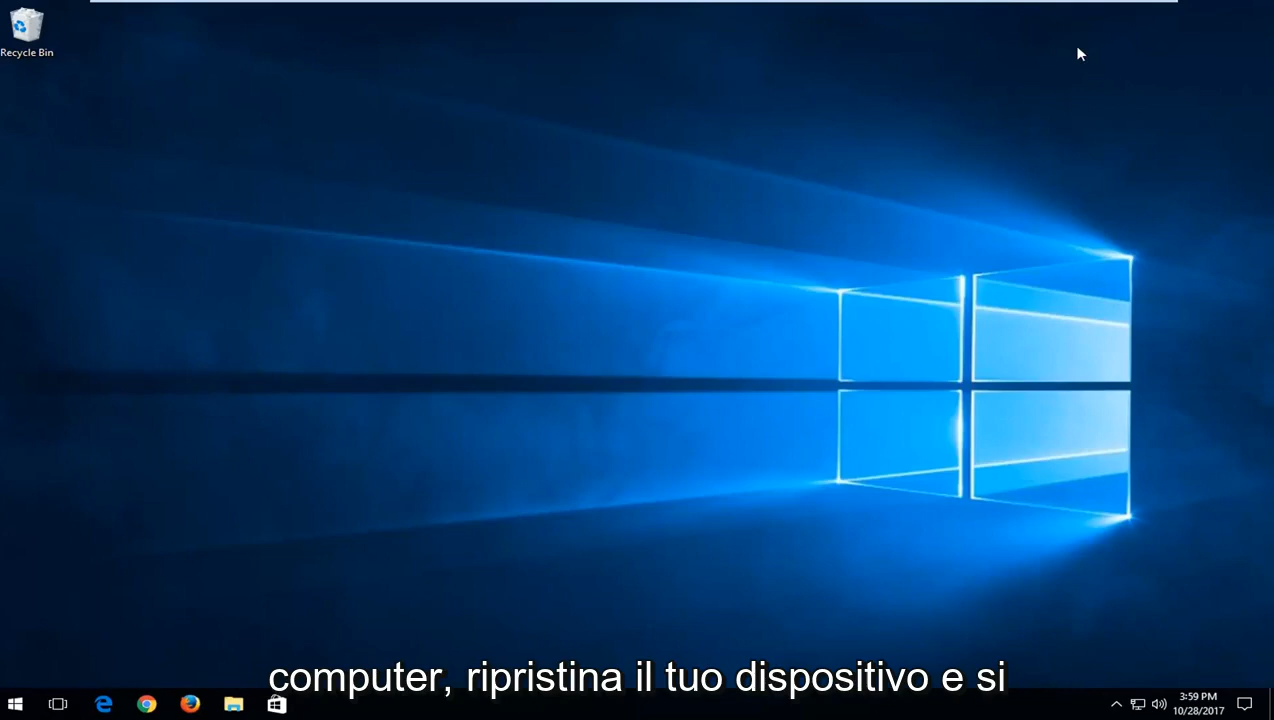 Recycle Bin
computer, ripristina il tuo dispositivo e si
3:59 PM
10/28/2017